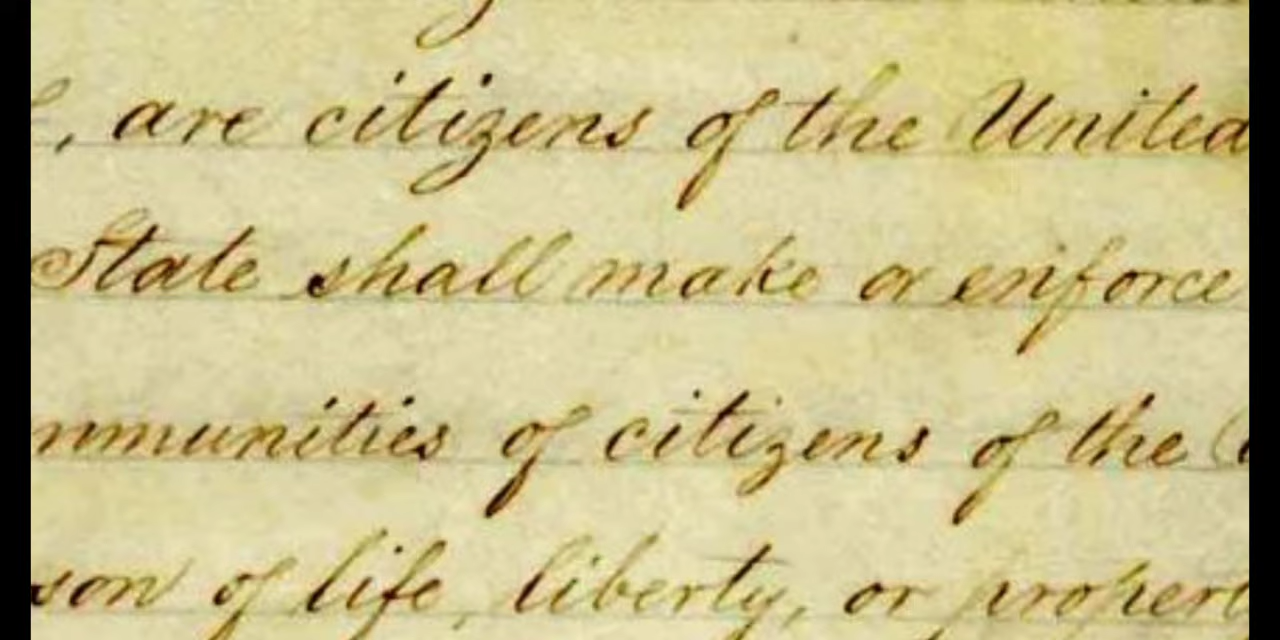 , are citizens of the United
State shall make or enforce
mmunities of citizens of the
son of life, liberty, or propert